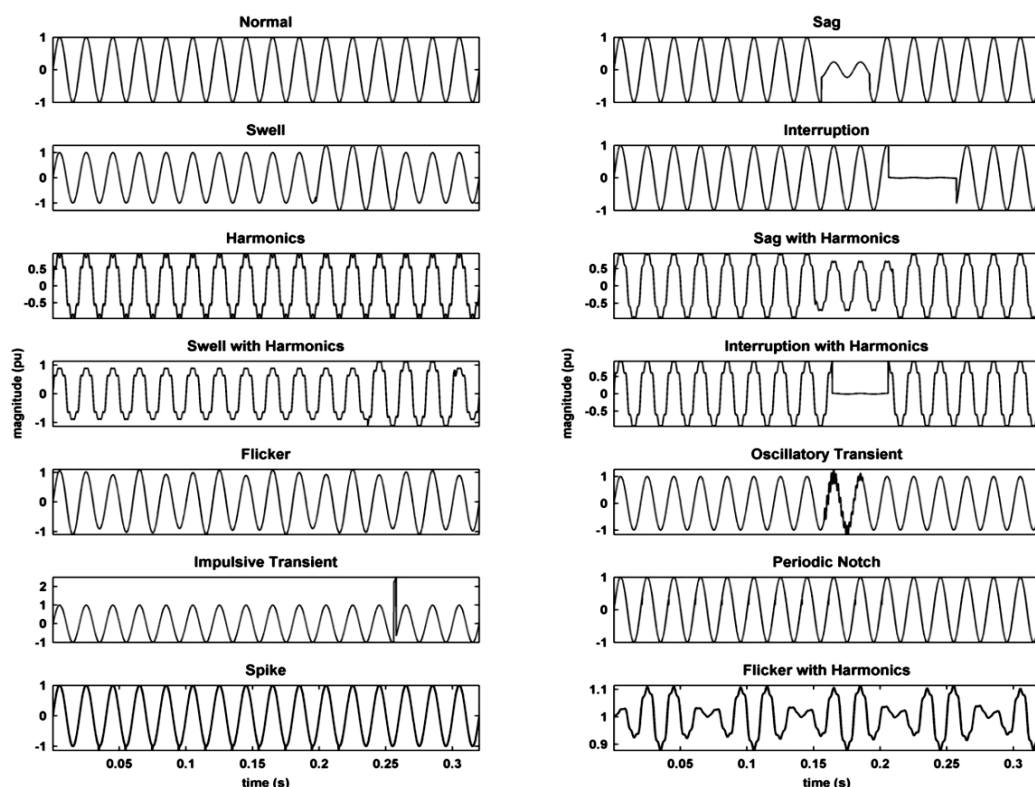 Normal
1
0
-1
Sag
1
0
-1
Swell
1
0
-1
Interruption
1
0
-1
Harmonics
0.5
0
-0.5
Sag with Harmonics
0.5
0
-0.5
magnitude (pu)
Swell with Harmonics
1
0
-1
magnitude (pu)
Interruption with Harmonics
0.5
0
-0.5
Flicker
1
0
-1
Oscillatory Transient
1
0
-1
Impulsive Transient
2
1
0
-1
Periodic Notch
1
0
-1
Spike
1
0
-1
0.05 0.1 0.15 0.2 0.25 0.3
time (s)
Flicker with Harmonics
1.1
1
0.9
0.05 0.1 0.15 0.2 0.25 0.3
time (s)